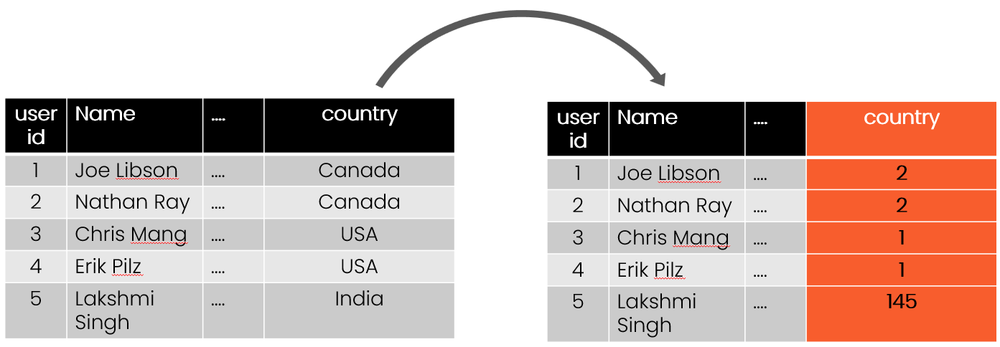 user id Name .... country
1 Joe Libson .... Canada
2 Nathan Ray .... Canada
3 Chris Mang .... USA
4 Erik Pilz .... USA
5 Lakshmi Singh .... India
user id Name .... country
1 Joe Libson .... 2
2 Nathan Ray .... 2
3 Chris Mang .... 1
4 Erik Pilz .... 1
5 Lakshmi Singh .... 145